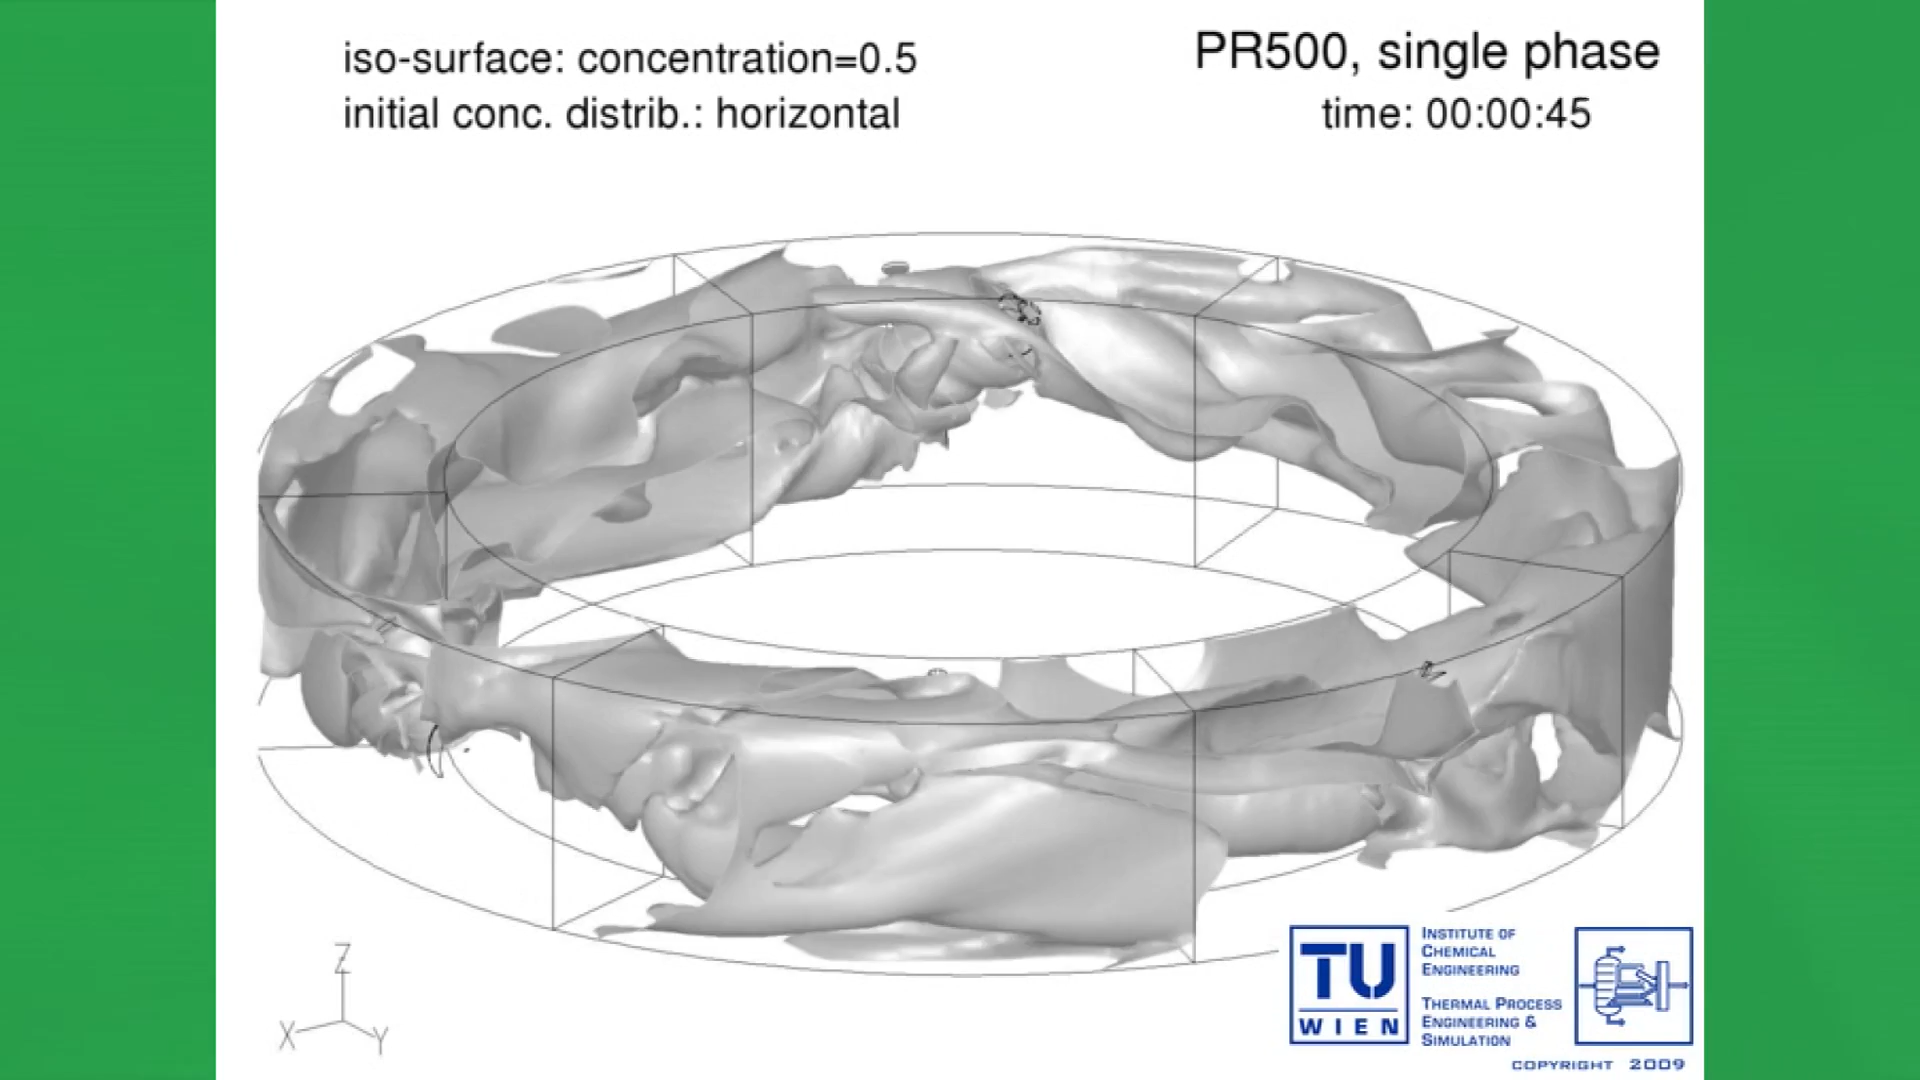 iso-surface: concentration=0.5
initial conc. distrib.: horizontal
PR500, single phase
time: 00:00:45
Z
X
Y
TU
WIEN
INSTITUTE OF
CHEMICAL
ENGINEERING
THERMAL PROCESS
ENGINEERING &
SIMULATION
COPYRIGHT 2009